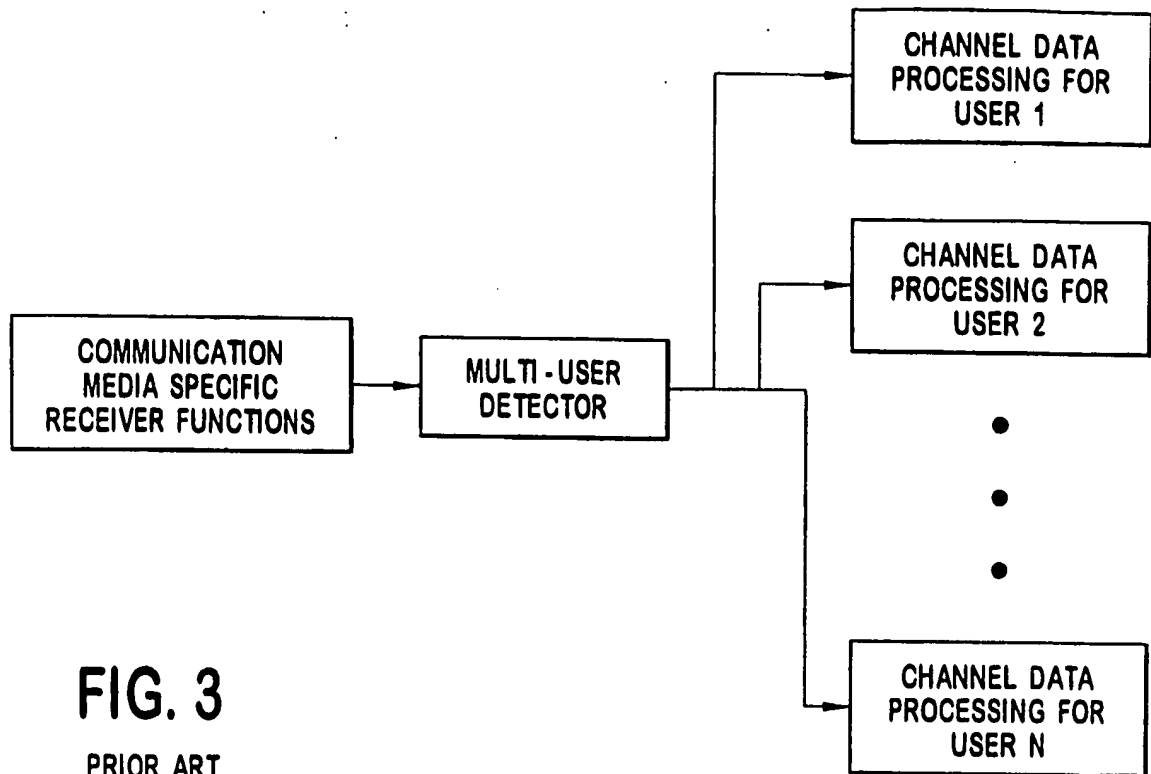 CHANNEL DATA
PROCESSING FOR
USER 1
CHANNEL DATA
PROCESSING FOR
USER 2
COMMUNICATION
MEDIA SPECIFIC
RECEIVER FUNCTIONS
MULTI-USER
DETECTOR
CHANNEL DATA
PROCESSING FOR
USER N
FIG. 3
PRIOR ART